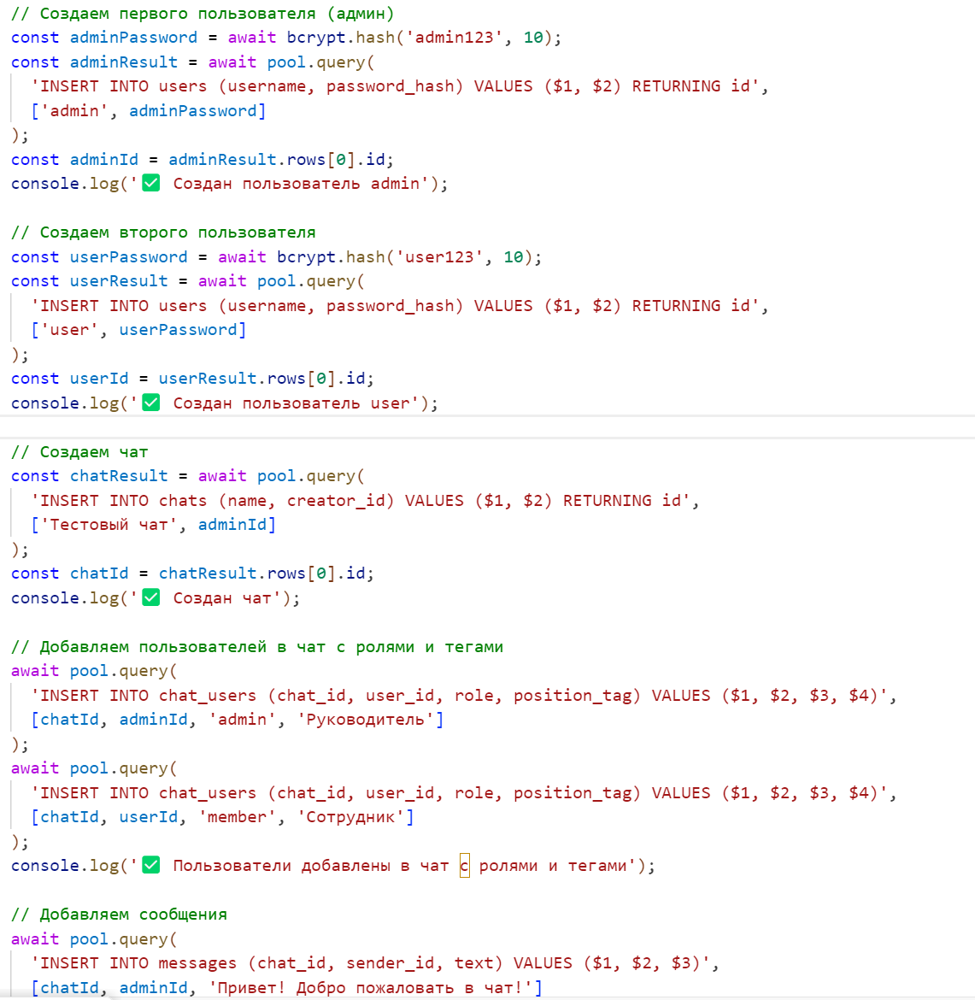 // Создаем первого пользователя (админ)
const adminPassword = await bcrypt.hash('admin123', 10);
const adminResult = await pool.query(
  'INSERT INTO users (username, password_hash) VALUES ($1, $2) RETURNING id',
  ['admin', adminPassword]
);
const adminId = adminResult.rows[0].id;
console.log('✅ Создан пользователь admin');

// Создаем второго пользователя
const userPassword = await bcrypt.hash('user123', 10);
const userResult = await pool.query(
  'INSERT INTO users (username, password_hash) VALUES ($1, $2) RETURNING id',
  ['user', userPassword]
);
const userId = userResult.rows[0].id;
console.log('✅ Создан пользователь user');

// Создаем чат
const chatResult = await pool.query(
  'INSERT INTO chats (name, creator_id) VALUES ($1, $2) RETURNING id',
  ['Тестовый чат', adminId]
);
const chatId = chatResult.rows[0].id;
console.log('✅ Создан чат');

// Добавляем пользователей в чат с ролями и тегами
await pool.query(
  'INSERT INTO chat_users (chat_id, user_id, role, position_tag) VALUES ($1, $2, $3, $4)',
  [chatId, adminId, 'admin', 'Руководитель']
);
await pool.query(
  'INSERT INTO chat_users (chat_id, user_id, role, position_tag) VALUES ($1, $2, $3, $4)',
  [chatId, userId, 'member', 'Сотрудник']
);
console.log('✅ Пользователи добавлены в чат с ролями и тегами');

// Добавляем сообщения
await pool.query(
  'INSERT INTO messages (chat_id, sender_id, text) VALUES ($1, $2, $3)',
  [chatId, adminId, 'Привет! Добро пожаловать в чат!']